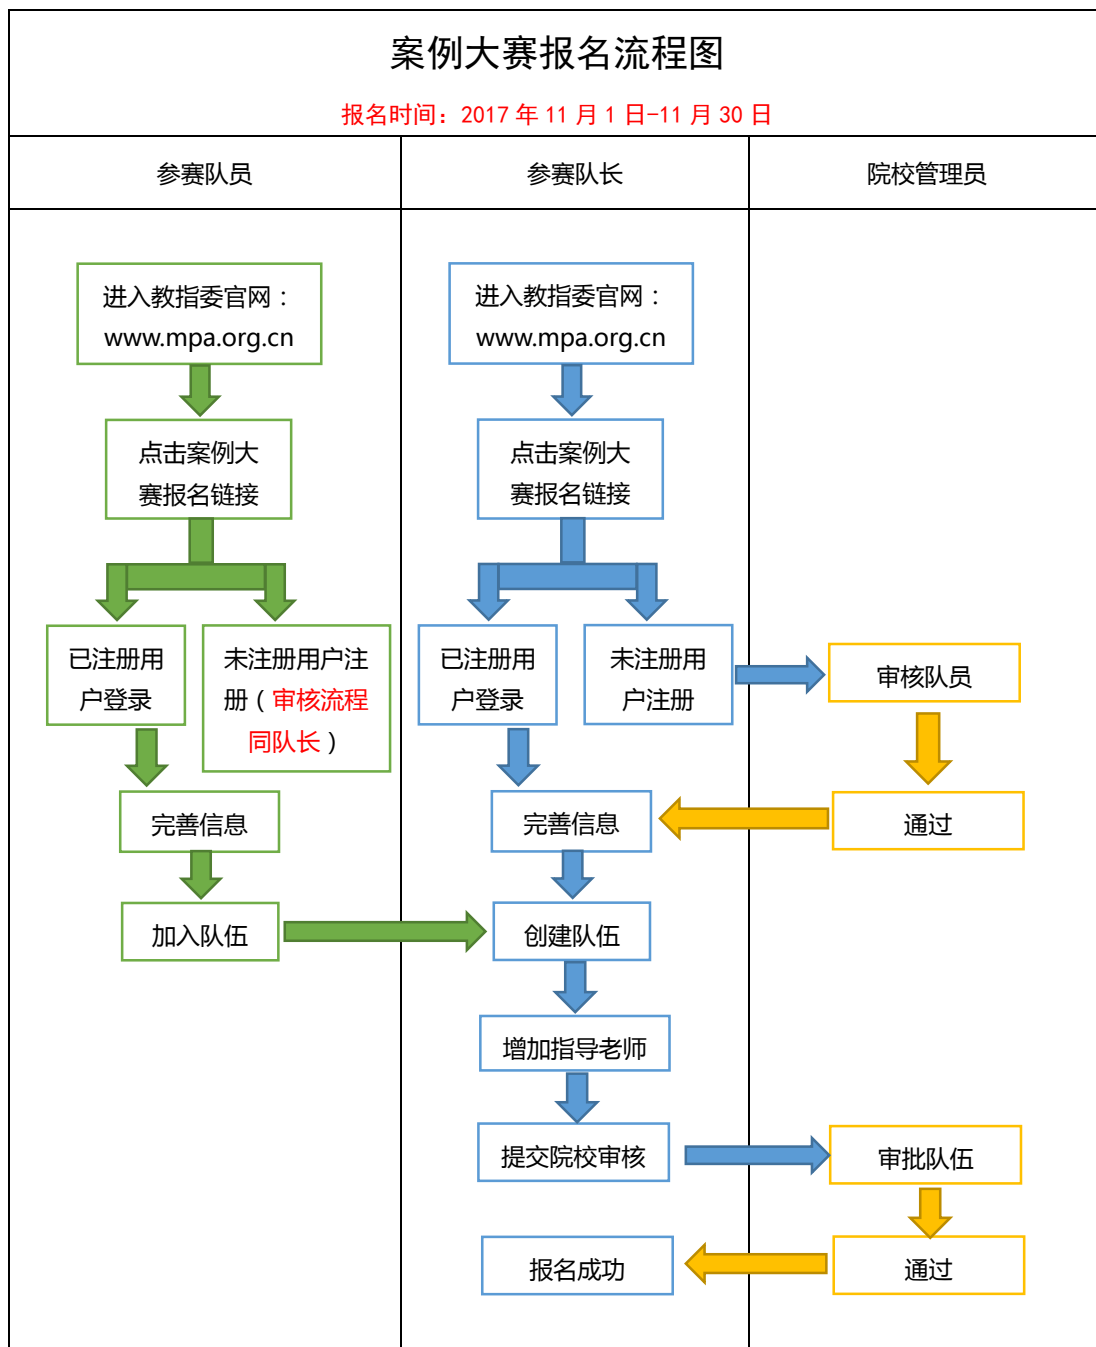 案例大赛报名流程图
报名时间：2017 年 11 月 1 日-11 月 30 日
参赛队员
参赛队长
院校管理员
进入教指委官网：
www.mpa.org.cn
点击案例大
赛报名链接
已注册用
户登录
未注册用户注
册（审核流程
同队长）
完善信息
加入队伍
进入教指委官网：
www.mpa.org.cn
点击案例大
赛报名链接
已注册用
户登录
未注册用
户注册
完善信息
创建队伍
增加指导老师
提交院校审核
报名成功
审核队员
通过
审批队伍
通过